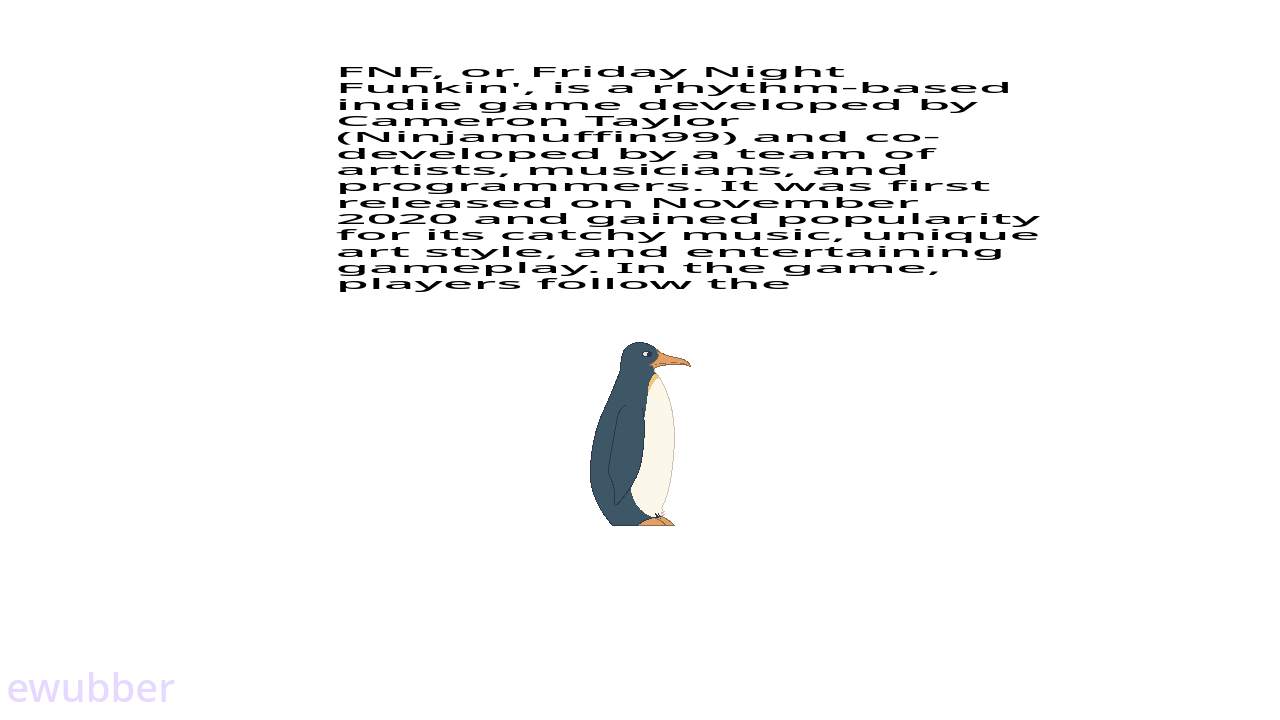 FNF, or Friday Night
Funkin', is a rhythm-based
indie game developed by
Cameron Taylor
(Ninjamuffin99) and co-
developed by a team of
artists, musicians, and
programmers. It was first
released on November
2020 and gained popularity
for its catchy music, unique
art style, and entertaining
gameplay. In the game,
players follow the
ewubber